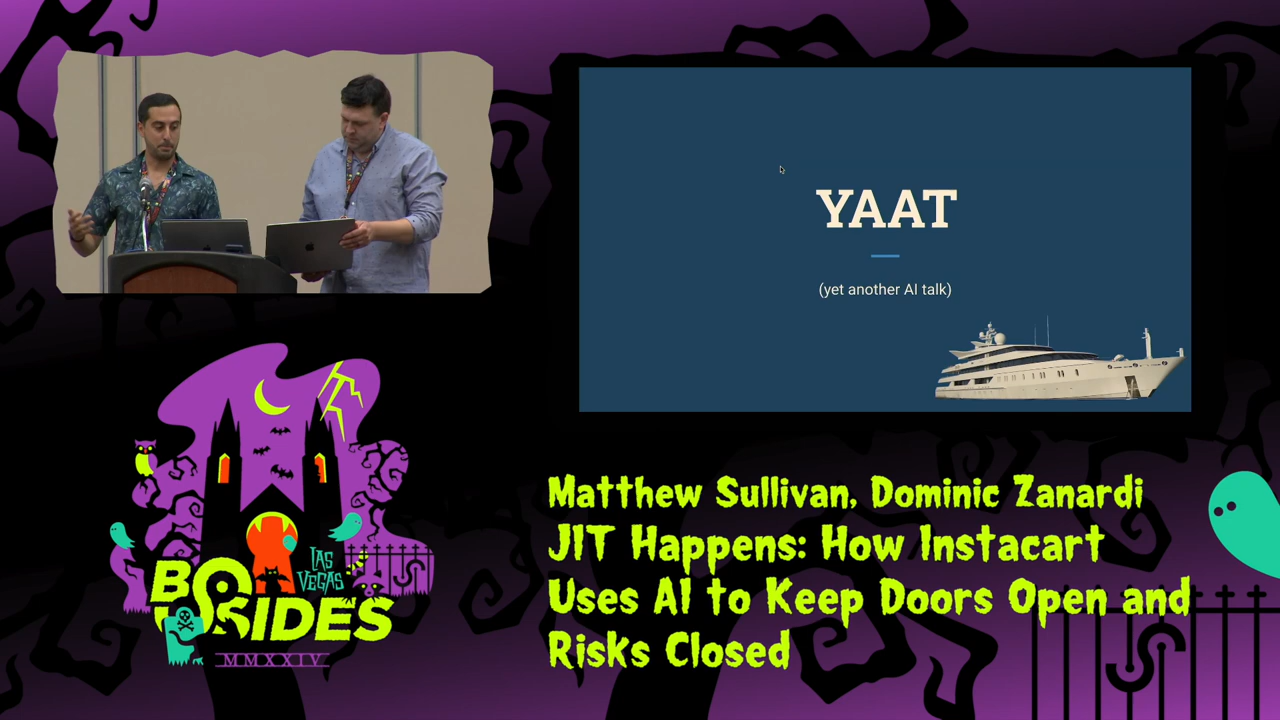 YAAT
(yet another AI talk)
LAS
VEGAS
BSIDES
MMXXIV
Matthew Sullivan, Dominic Zanardi
JIT Happens: How Instacart
Uses AI to Keep Doors Open and
Risks Closed